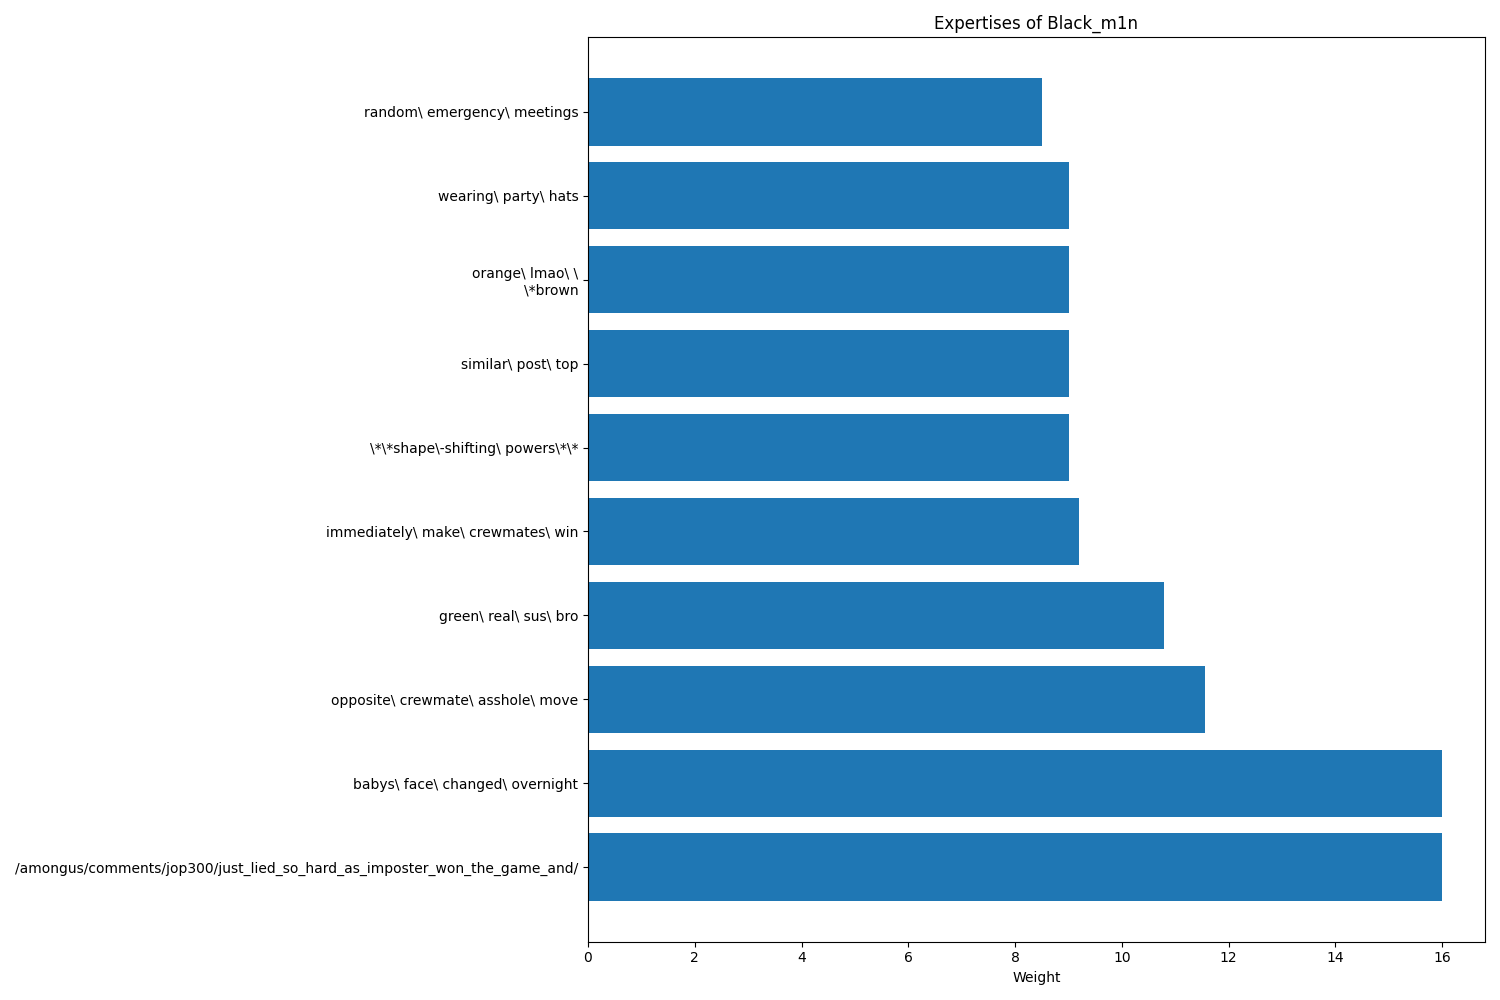 Expertises of Black_m1n
random\ emergency\ meetings
wearing\ party\ hats
orange\ lmao\ \
\*brown
similar\ post\ top
\*\*shape\-shifting\ powers\*\*
immediately\ make\ crewmates\ win
green\ real\ sus\ bro
opposite\ crewmate\ asshole\ move
babys\ face\ changed\ overnight
/amongus/comments/jop300/just_lied_so_hard_as_imposter_won_the_game_and/
0 2 4 6 8 10 12 14 16
Weight